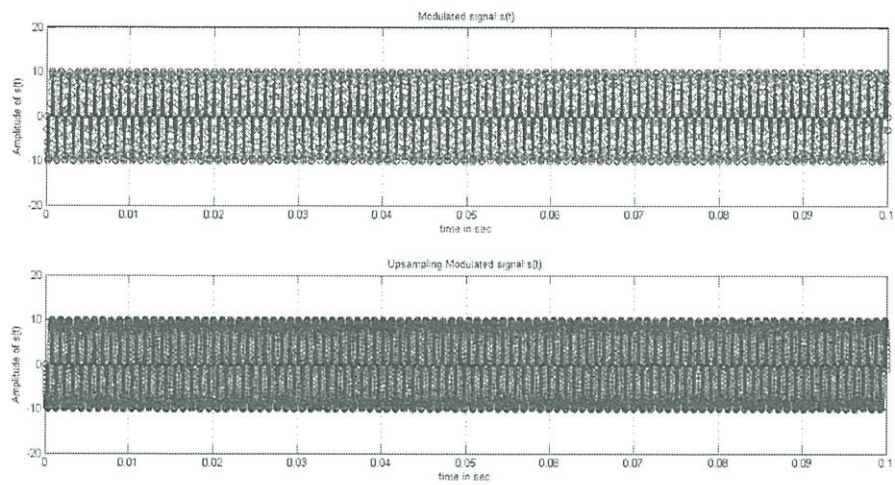 Modulated signal s(t)
Amplitude of s(t)
20
10
0
-10
-20
0 0.01 0.02 0.03 0.04 0.05 0.06 0.07 0.08 0.09 0.1
time in sec
Upsampling Modulated signal s(t)
Amplitude of s(t)
20
10
0
-10
-20
0 0.01 0.02 0.03 0.04 0.05 0.06 0.07 0.08 0.09 0.1
time in sec